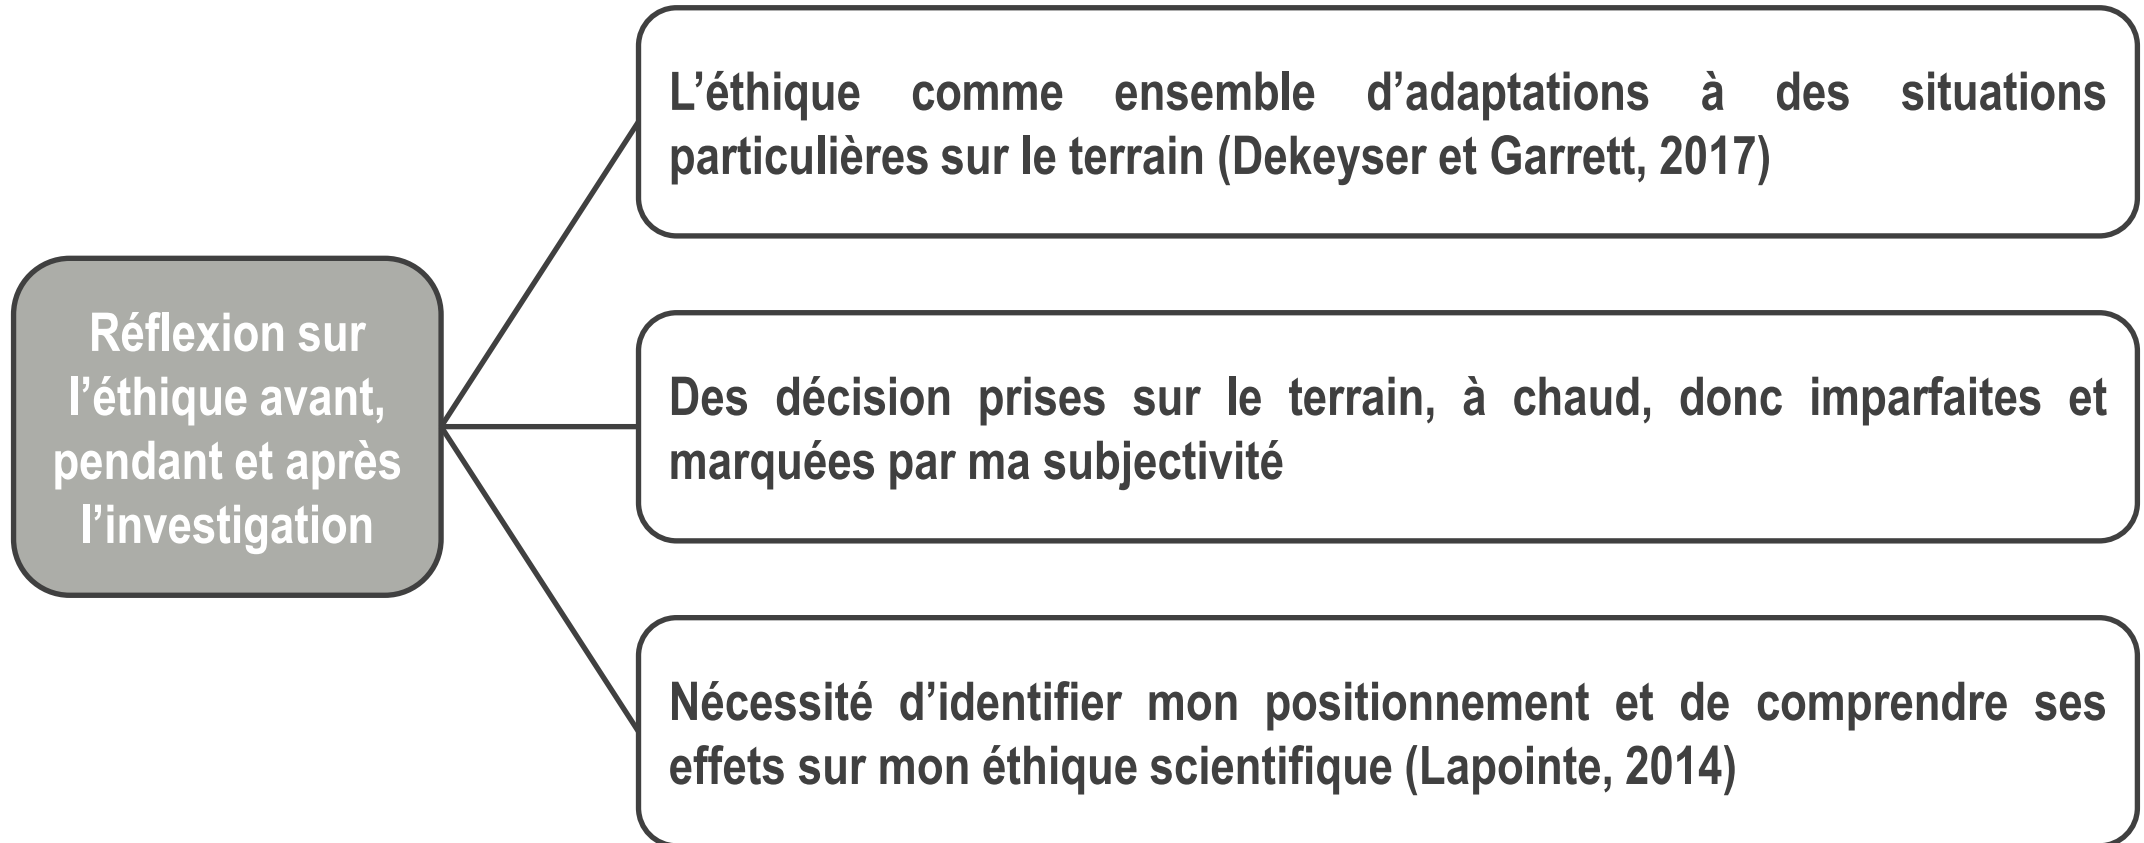 Réflexion sur
l’éthique avant,
pendant et après
l’investigation
L’éthique comme ensemble d’adaptations à des situations
particulières sur le terrain (Dekeyser et Garrett, 2017)
Des décision prises sur le terrain, à chaud, donc imparfaites et
marquées par ma subjectivité
Nécessité d’identifier mon positionnement et de comprendre ses
effets sur mon éthique scientifique (Lapointe, 2014)